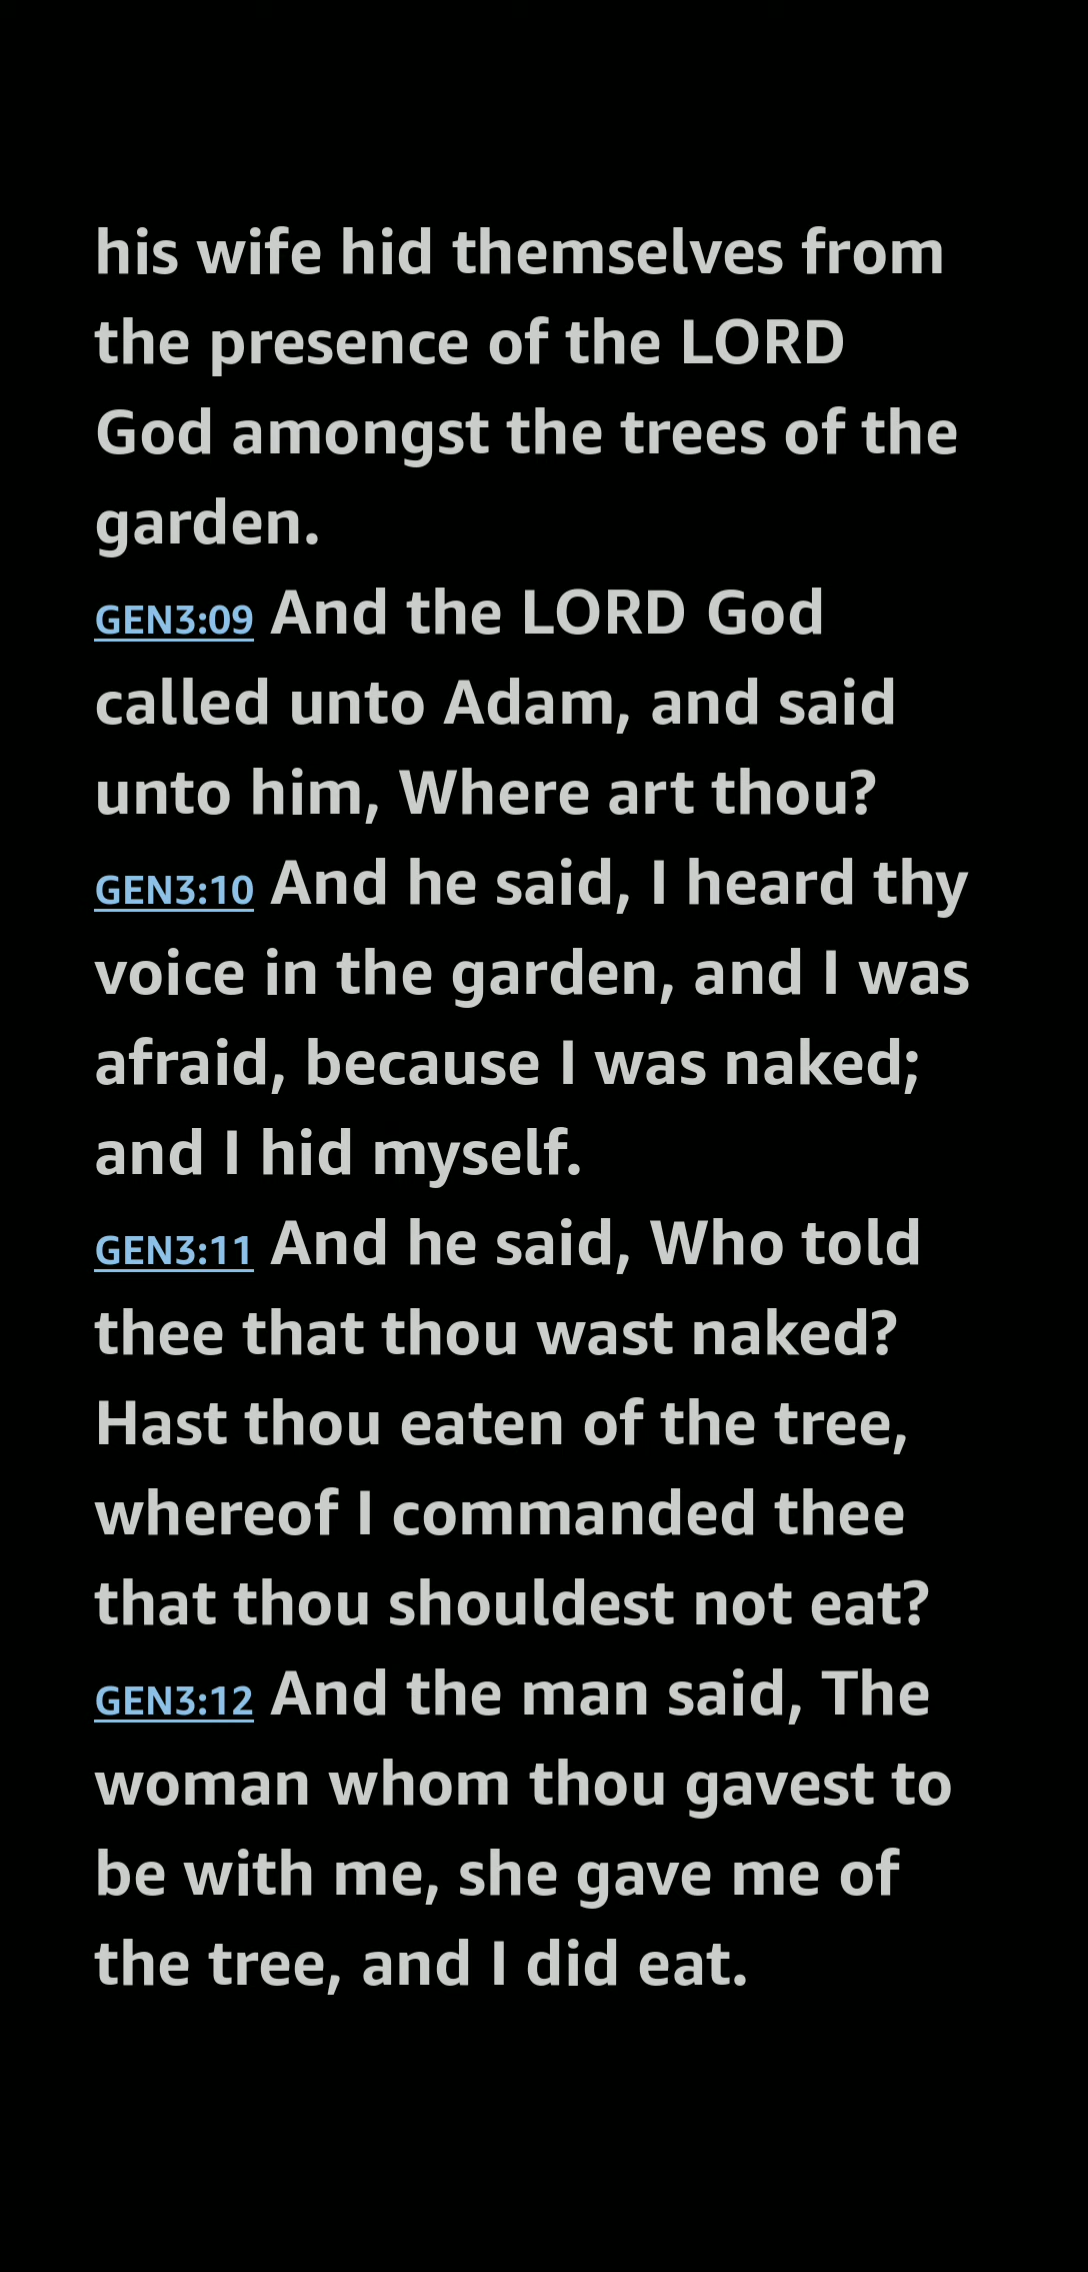 his wife hid themselves from
the presence of the LORD
God amongst the trees of the
garden.
GEN3:09 And the LORD God
called unto Adam, and said
unto him, Where art thou?
GEN3:10 And he said, I heard thy
voice in the garden, and I was
afraid, because I was naked;
and I hid myself.
GEN3:11 And he said, Who told
thee that thou wast naked?
Hast thou eaten of the tree,
whereof I commanded thee
that thou shouldest not eat?
GEN3:12 And the man said, The
woman whom thou gavest to
be with me, she gave me of
the tree, and I did eat.